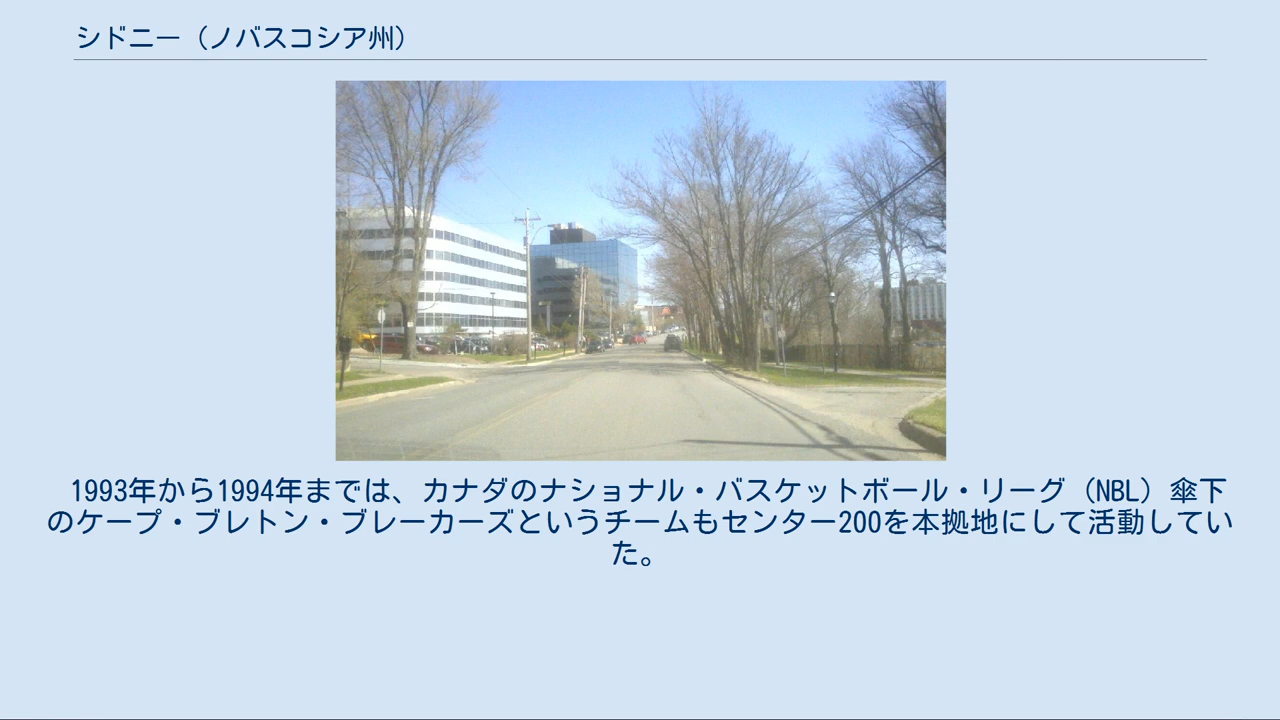 シドニー（ノバスコシア州）
1993年から1994年までは、カナダのナショナル・バスケットボール・リーグ（NBL）傘下
のケープ・ブレトン・ブレーカーズというチームもセンター200を本拠地にして活動してい
た。